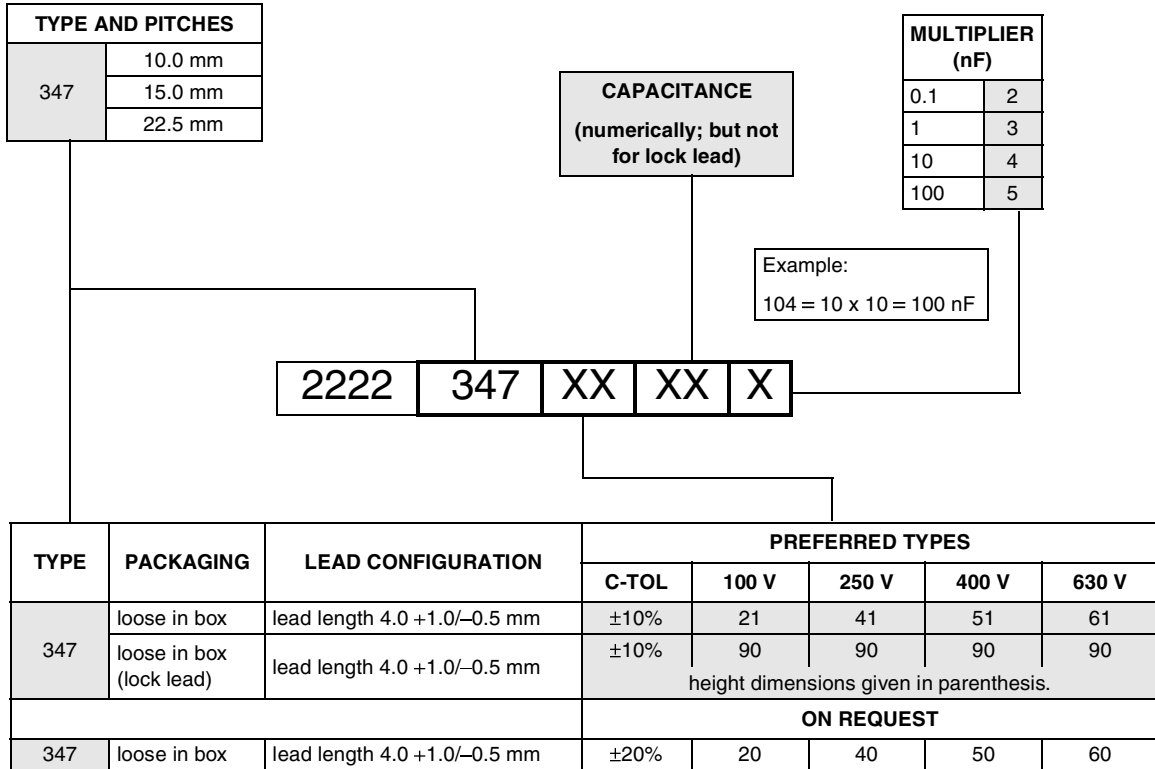 TYPE AND PITCHES
347
10.0 mm
15.0 mm
22.5 mm
CAPACITANCE
(numerically; but not
for lock lead)
MULTIPLIER
(nF)
0.1 2
1 3
10 4
100 5
Example:
104 = 10 x 10 = 100 nF
2222 347 XX XX X
TYPE PACKAGING LEAD CONFIGURATION PREFERRED TYPES
C-TOL 100 V 250 V 400 V 630 V
347
loose in box lead length 4.0 +1.0/–0.5 mm ±10% 21 41 51 61
loose in box
(lock lead)
lead length 4.0 +1.0/–0.5 mm
±10% 90 90 90 90
height dimensions given in parenthesis.
ON REQUEST
347 loose in box lead length 4.0 +1.0/–0.5 mm ±20% 20 40 50 60